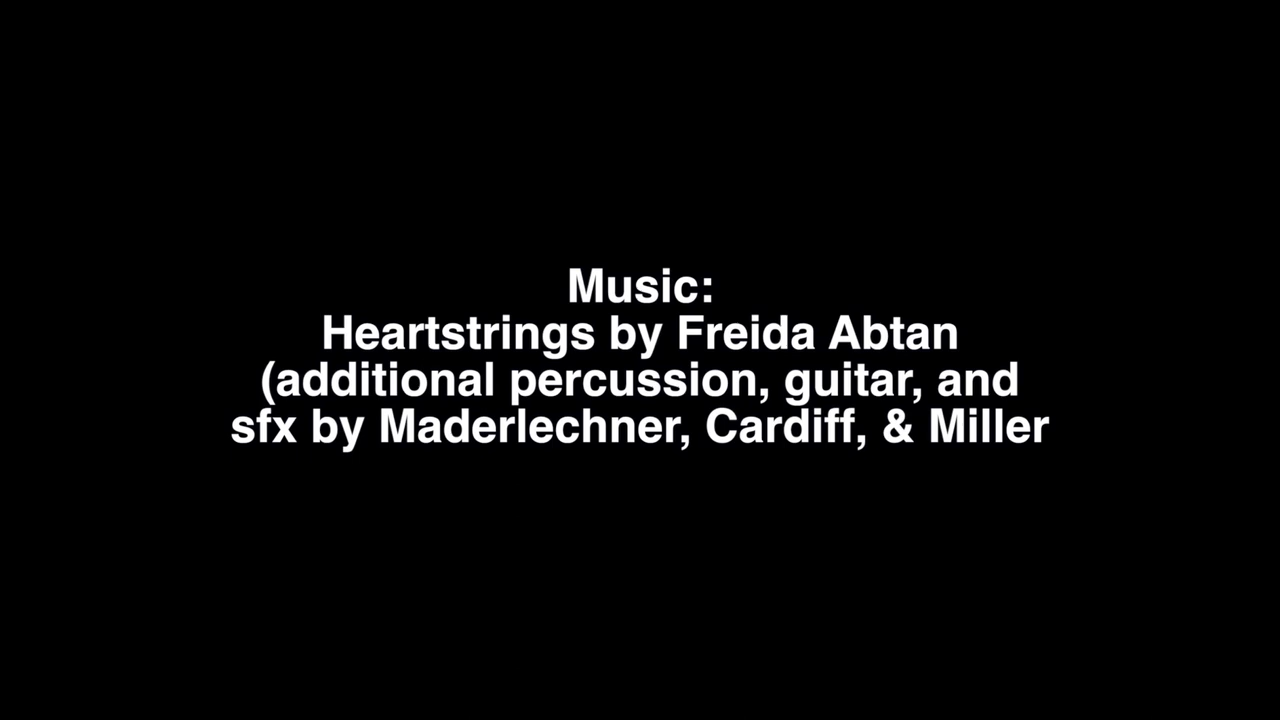 Music:
Heartstrings by Freida Abtan
(additional percussion, guitar, and
sfx by Maderlechner, Cardiff, & Miller